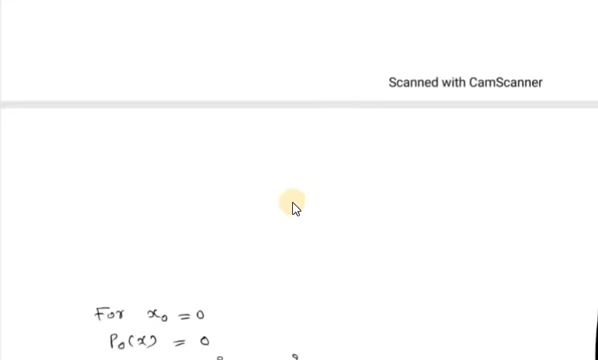 Scanned with CamScanner
For x₀ = 0
P₀(x) = 0